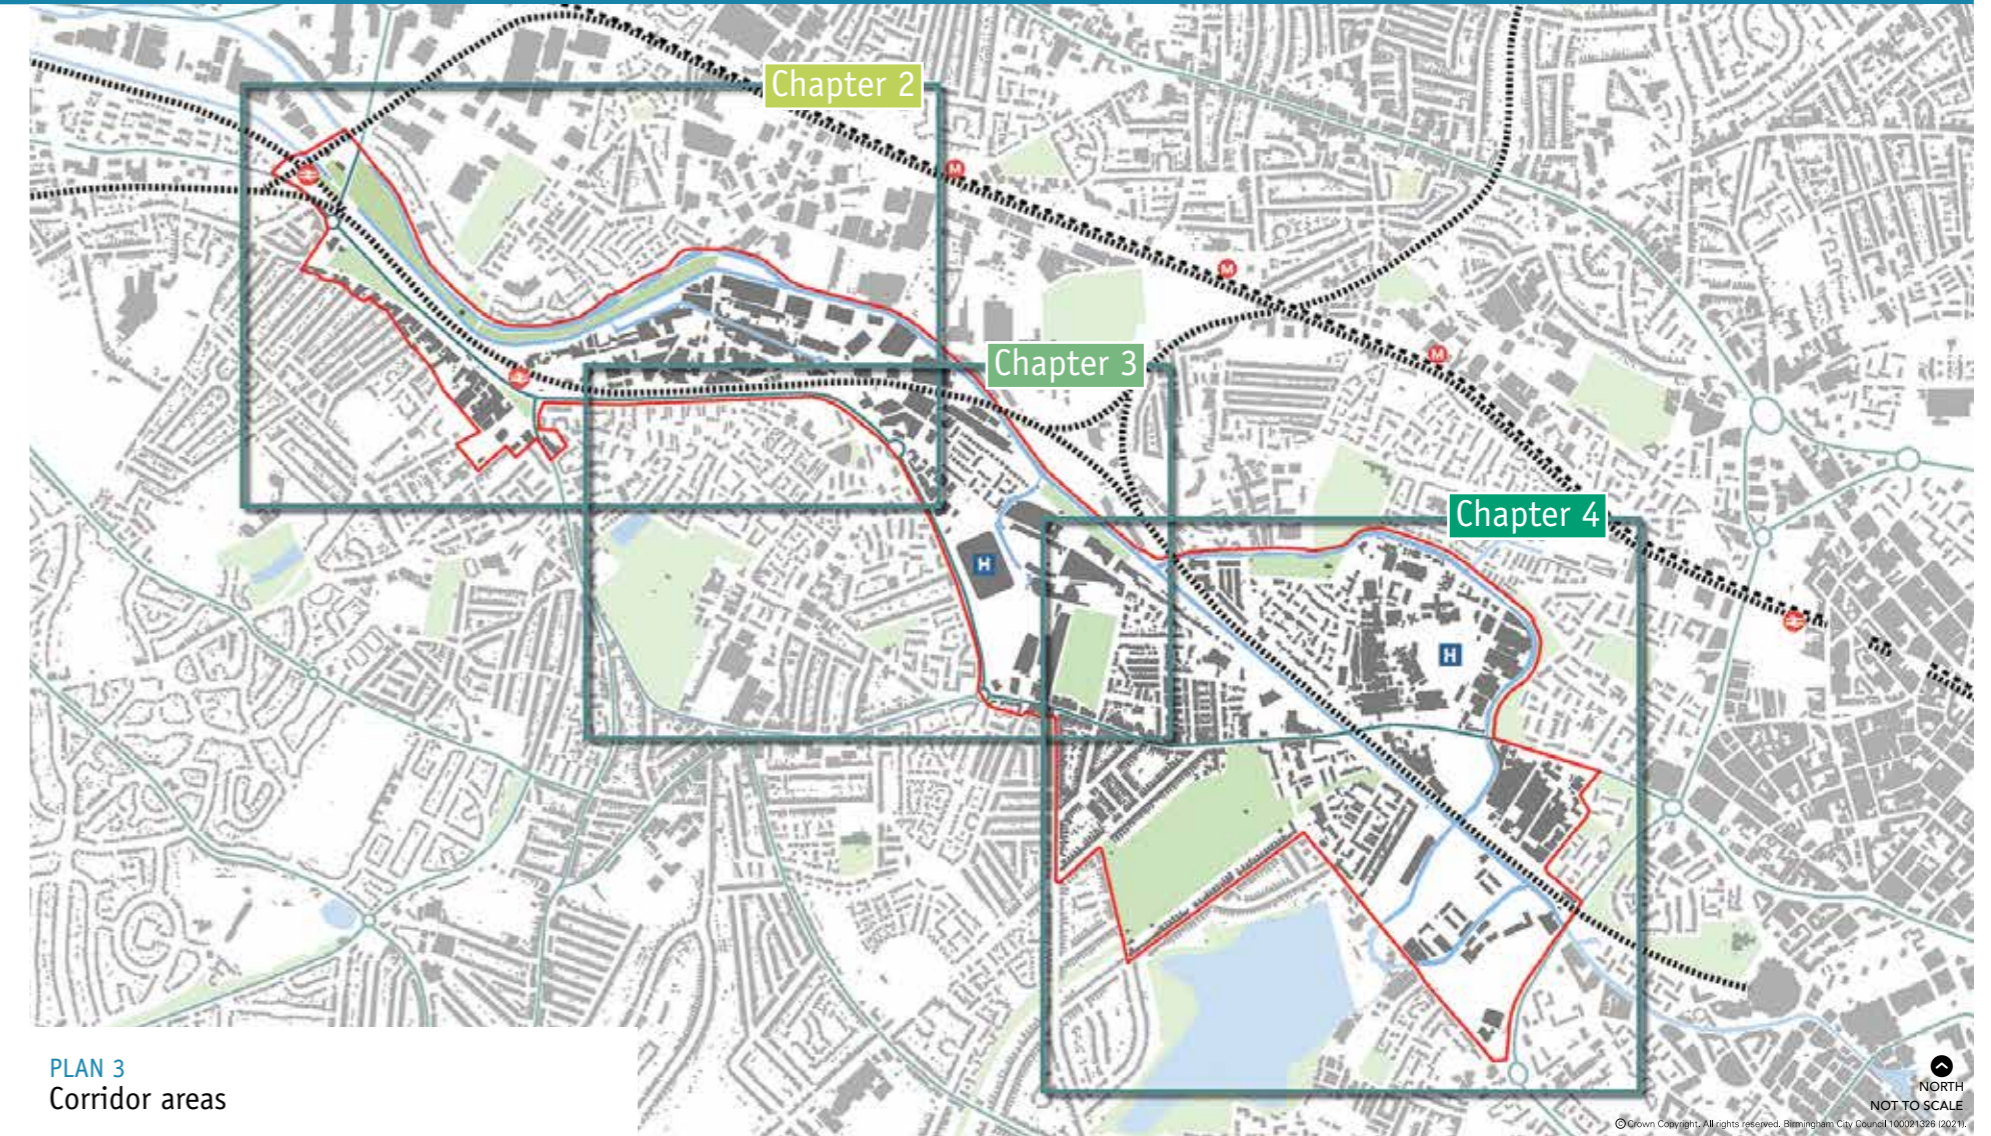 Chapter 2
M
Chapter 3
M
M
Chapter 4
H
H
PLAN 3
Corridor areas
NORTH
NOT TO SCALE
©Crown Copyright. All rights reserved. Birmingham City Council 100021326 (2021).